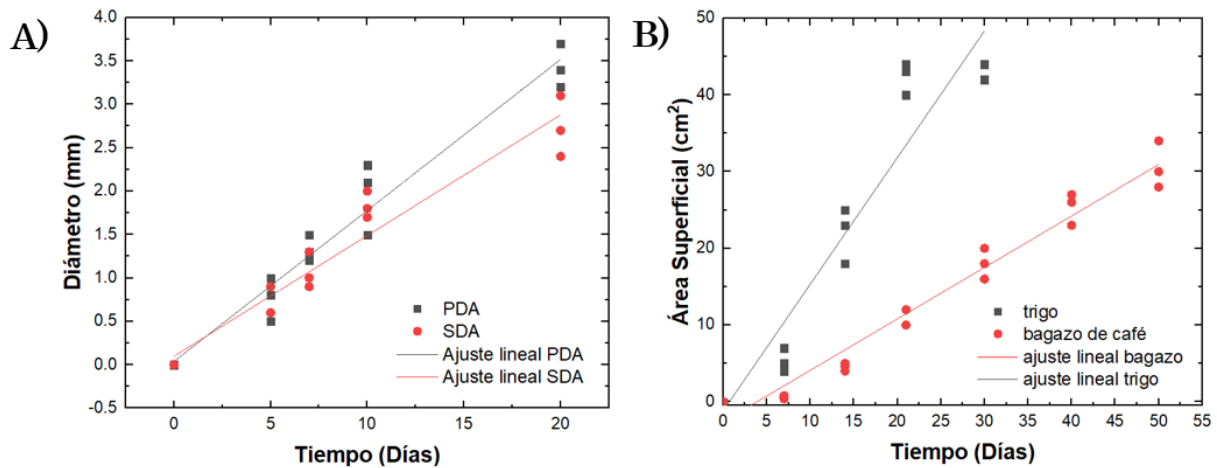 A)
Diámetro (mm)
4.0
3.5
3.0
2.5
2.0
1.5
1.0
0.5
0.0
-0.5
PDA
SDA
Ajuste lineal PDA
Ajuste lineal SDA
0 5 10 15 20
Tiempo (Días)
B)
Área Superficial (cm²)
50
40
30
20
10
0
trigo
bagazo de café
ajuste lineal bagazo
ajuste lineal trigo
0 5 10 15 20 25 30 35 40 45 50 55
Tiempo (Días)